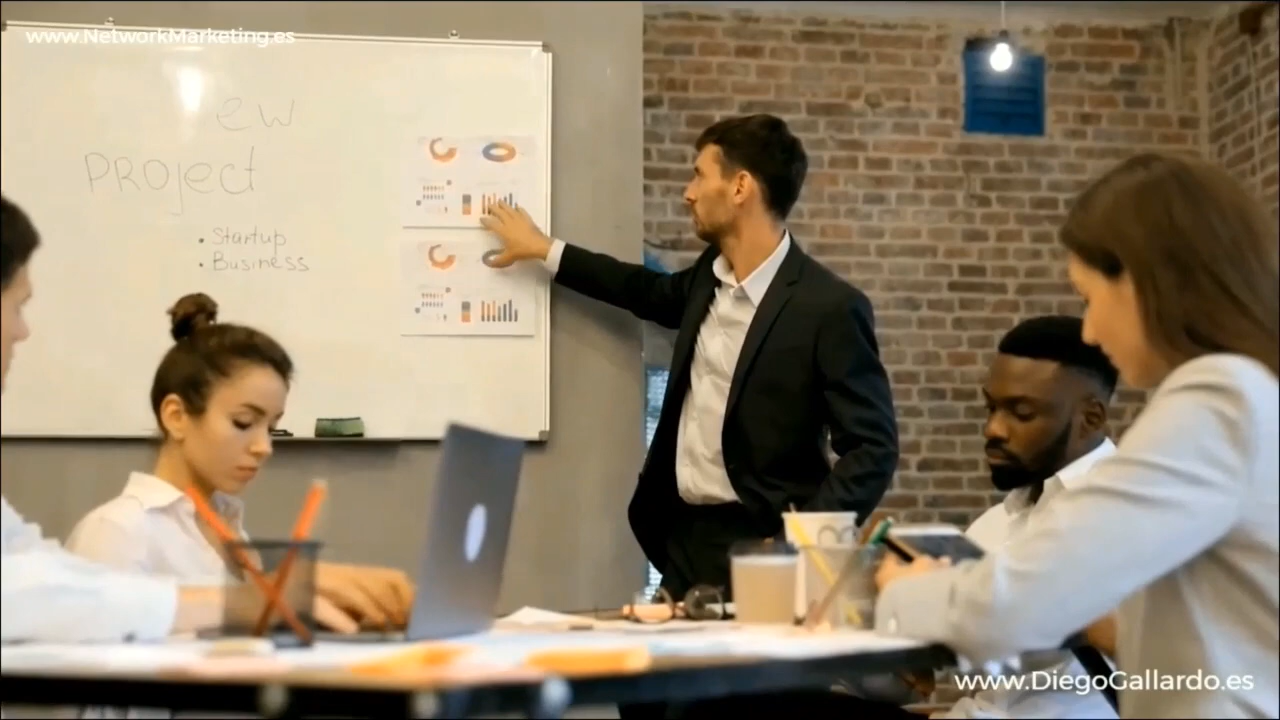 www.NetworkMarketing.es
ew
PROject
• Startup
• Business
www.DiegoGallardo.es